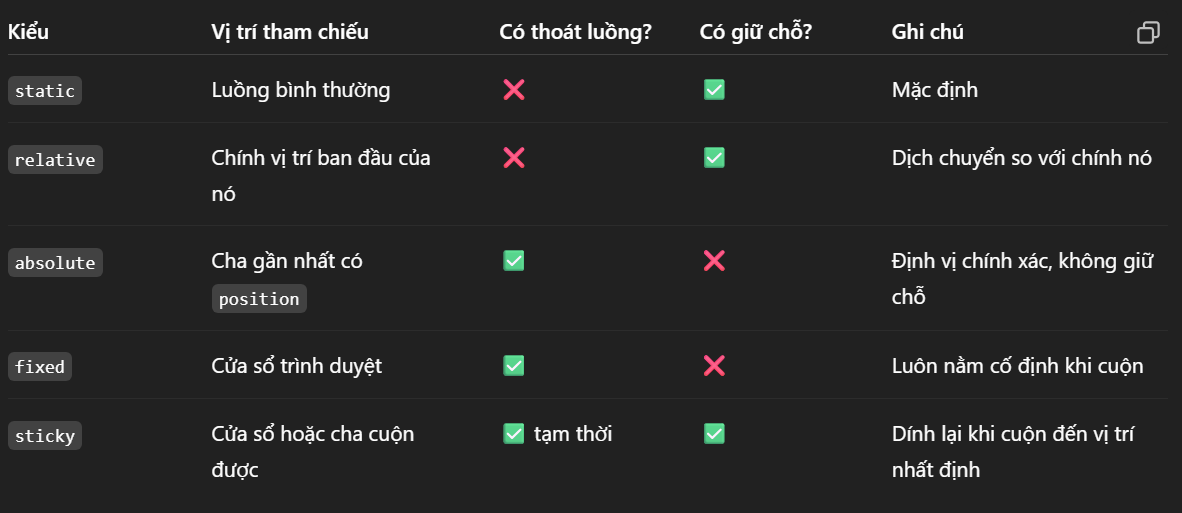 Kiểu Vị trí tham chiếu Có thoát luồng? Có giữ chỗ? Ghi chú
static Luồng bình thường ❌ ✅ Mặc định
relative Chính vị trí ban đầu của ❌ ✅ Dịch chuyển so với chính nó
nó
absolute Cha gần nhất có ✅ ❌ Định vị chính xác, không giữ
position chỗ
fixed Cửa sổ trình duyệt ✅ ❌ Luôn nằm cố định khi cuộn
sticky Cửa sổ hoặc cha cuộn ✅ tạm thời ✅ Dính lại khi cuộn đến vị trí
được nhất định